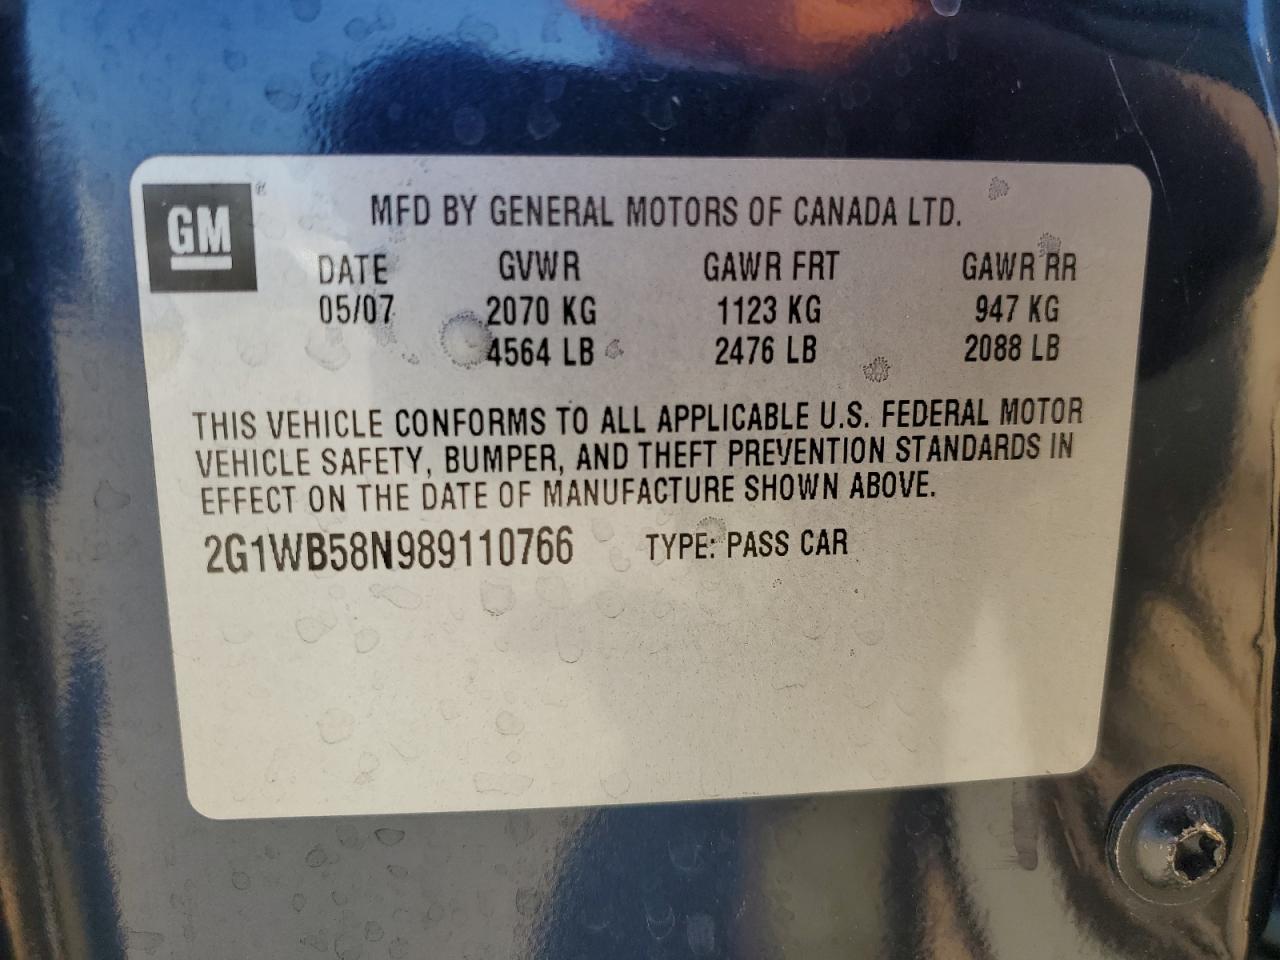 GM®
MFD BY GENERAL MOTORS OF CANADA LTD.
DATE GVWR GAWR FRT GAWR RR
05/07 2070 KG 1123 KG 947 KG
4564 LB 2476 LB 2088 LB
THIS VEHICLE CONFORMS TO ALL APPLICABLE U.S. FEDERAL MOTOR
VEHICLE SAFETY, BUMPER, AND THEFT PREVENTION STANDARDS IN
EFFECT ON THE DATE OF MANUFACTURE SHOWN ABOVE.
2G1WB58N989110766 TYPE: PASS CAR